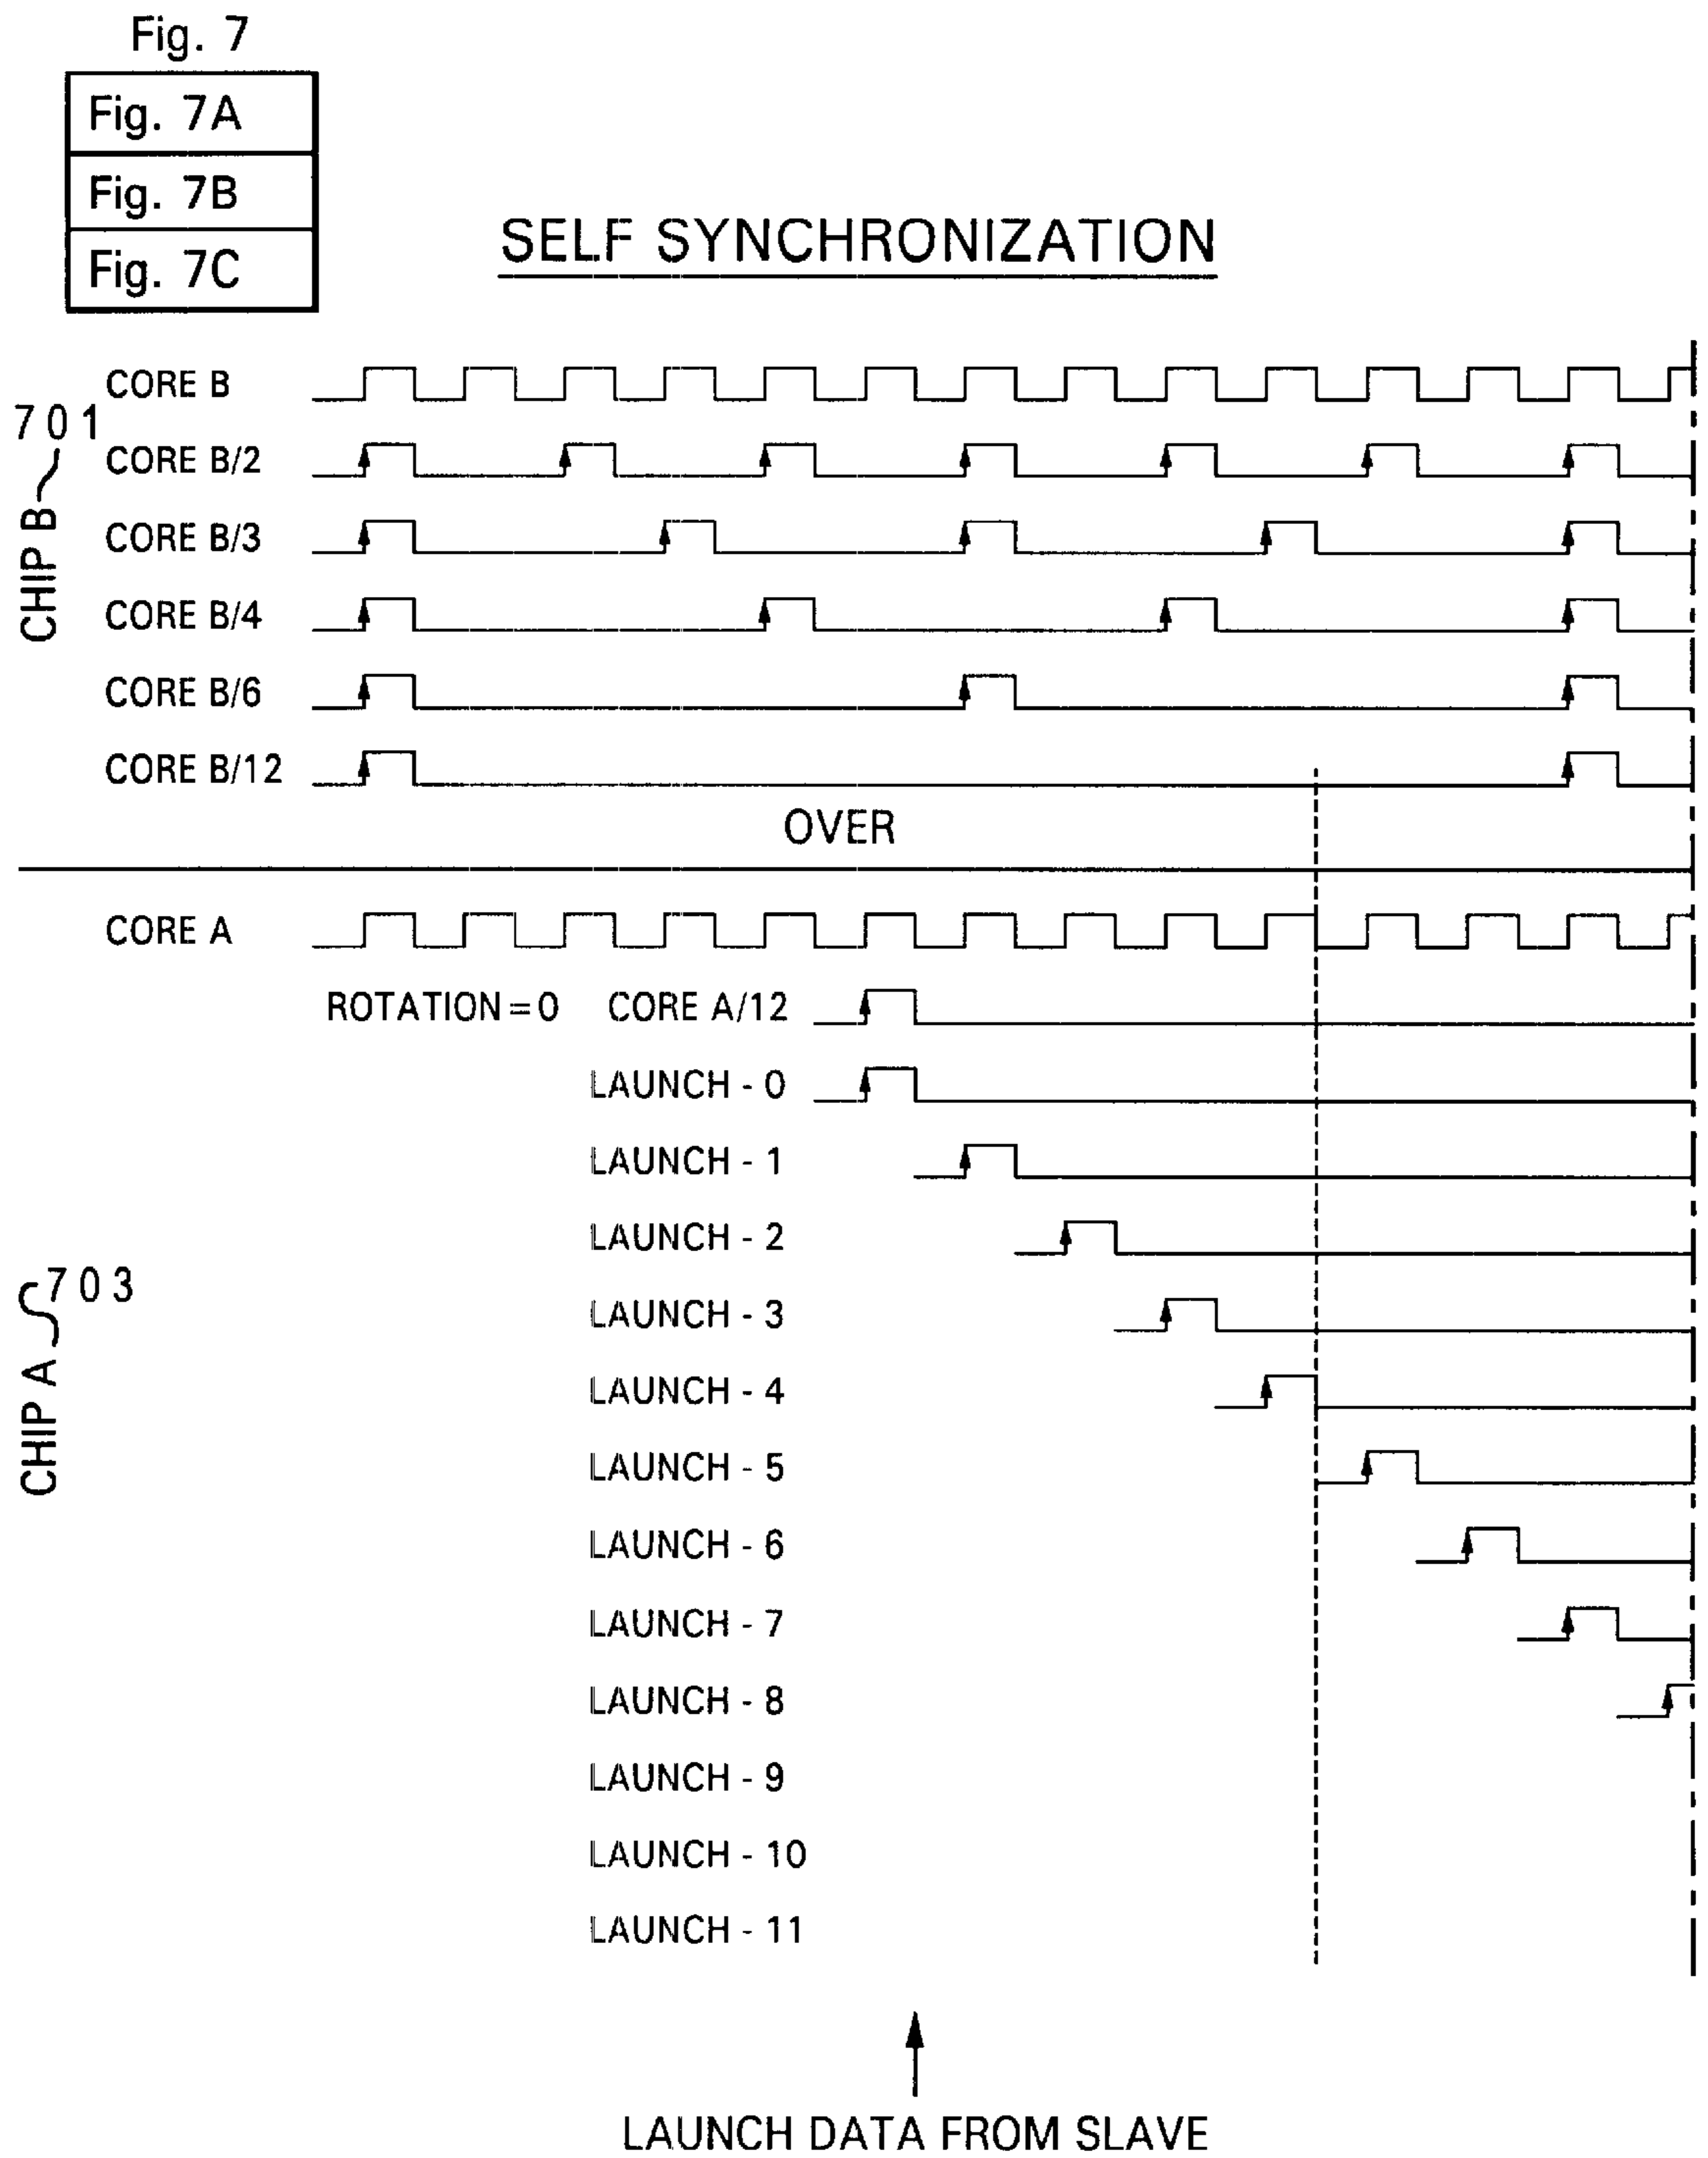 Fig. 7
Fig. 7A
Fig. 7B
Fig. 7C
SELF SYNCHRONIZATION
CHIP B 701
CORE B
CORE B/2
CORE B/3
CORE B/4
CORE B/6
CORE B/12
OVER
CHIP A 703
CORE A
ROTATION = 0 CORE A/12
LAUNCH - 0
LAUNCH - 1
LAUNCH - 2
LAUNCH - 3
LAUNCH - 4
LAUNCH - 5
LAUNCH - 6
LAUNCH - 7
LAUNCH - 8
LAUNCH - 9
LAUNCH - 10
LAUNCH - 11
LAUNCH DATA FROM SLAVE